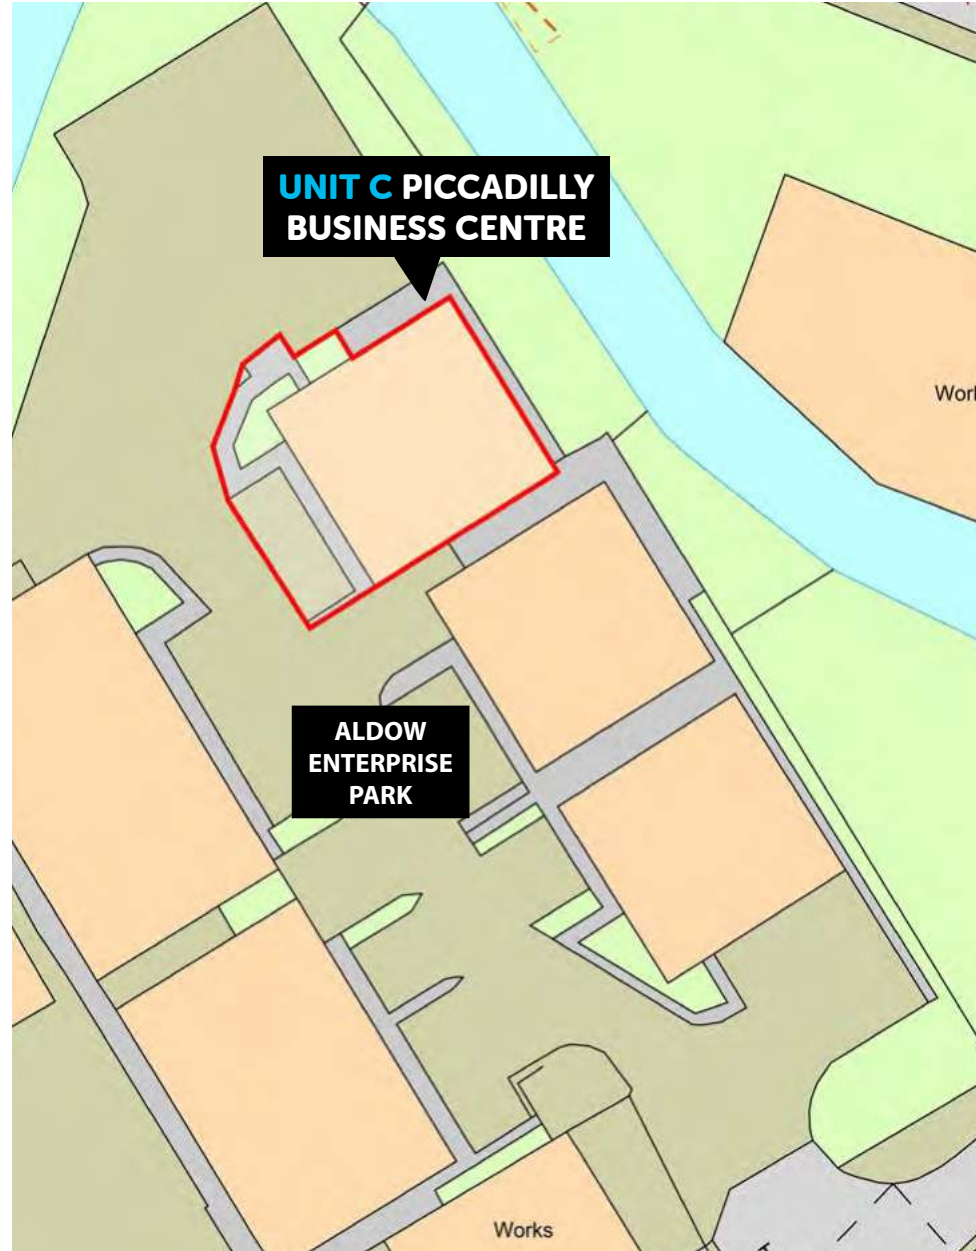 UNIT C PICCADILLY
BUSINESS CENTRE
ALDOW
ENTERPRISE
PARK
Works